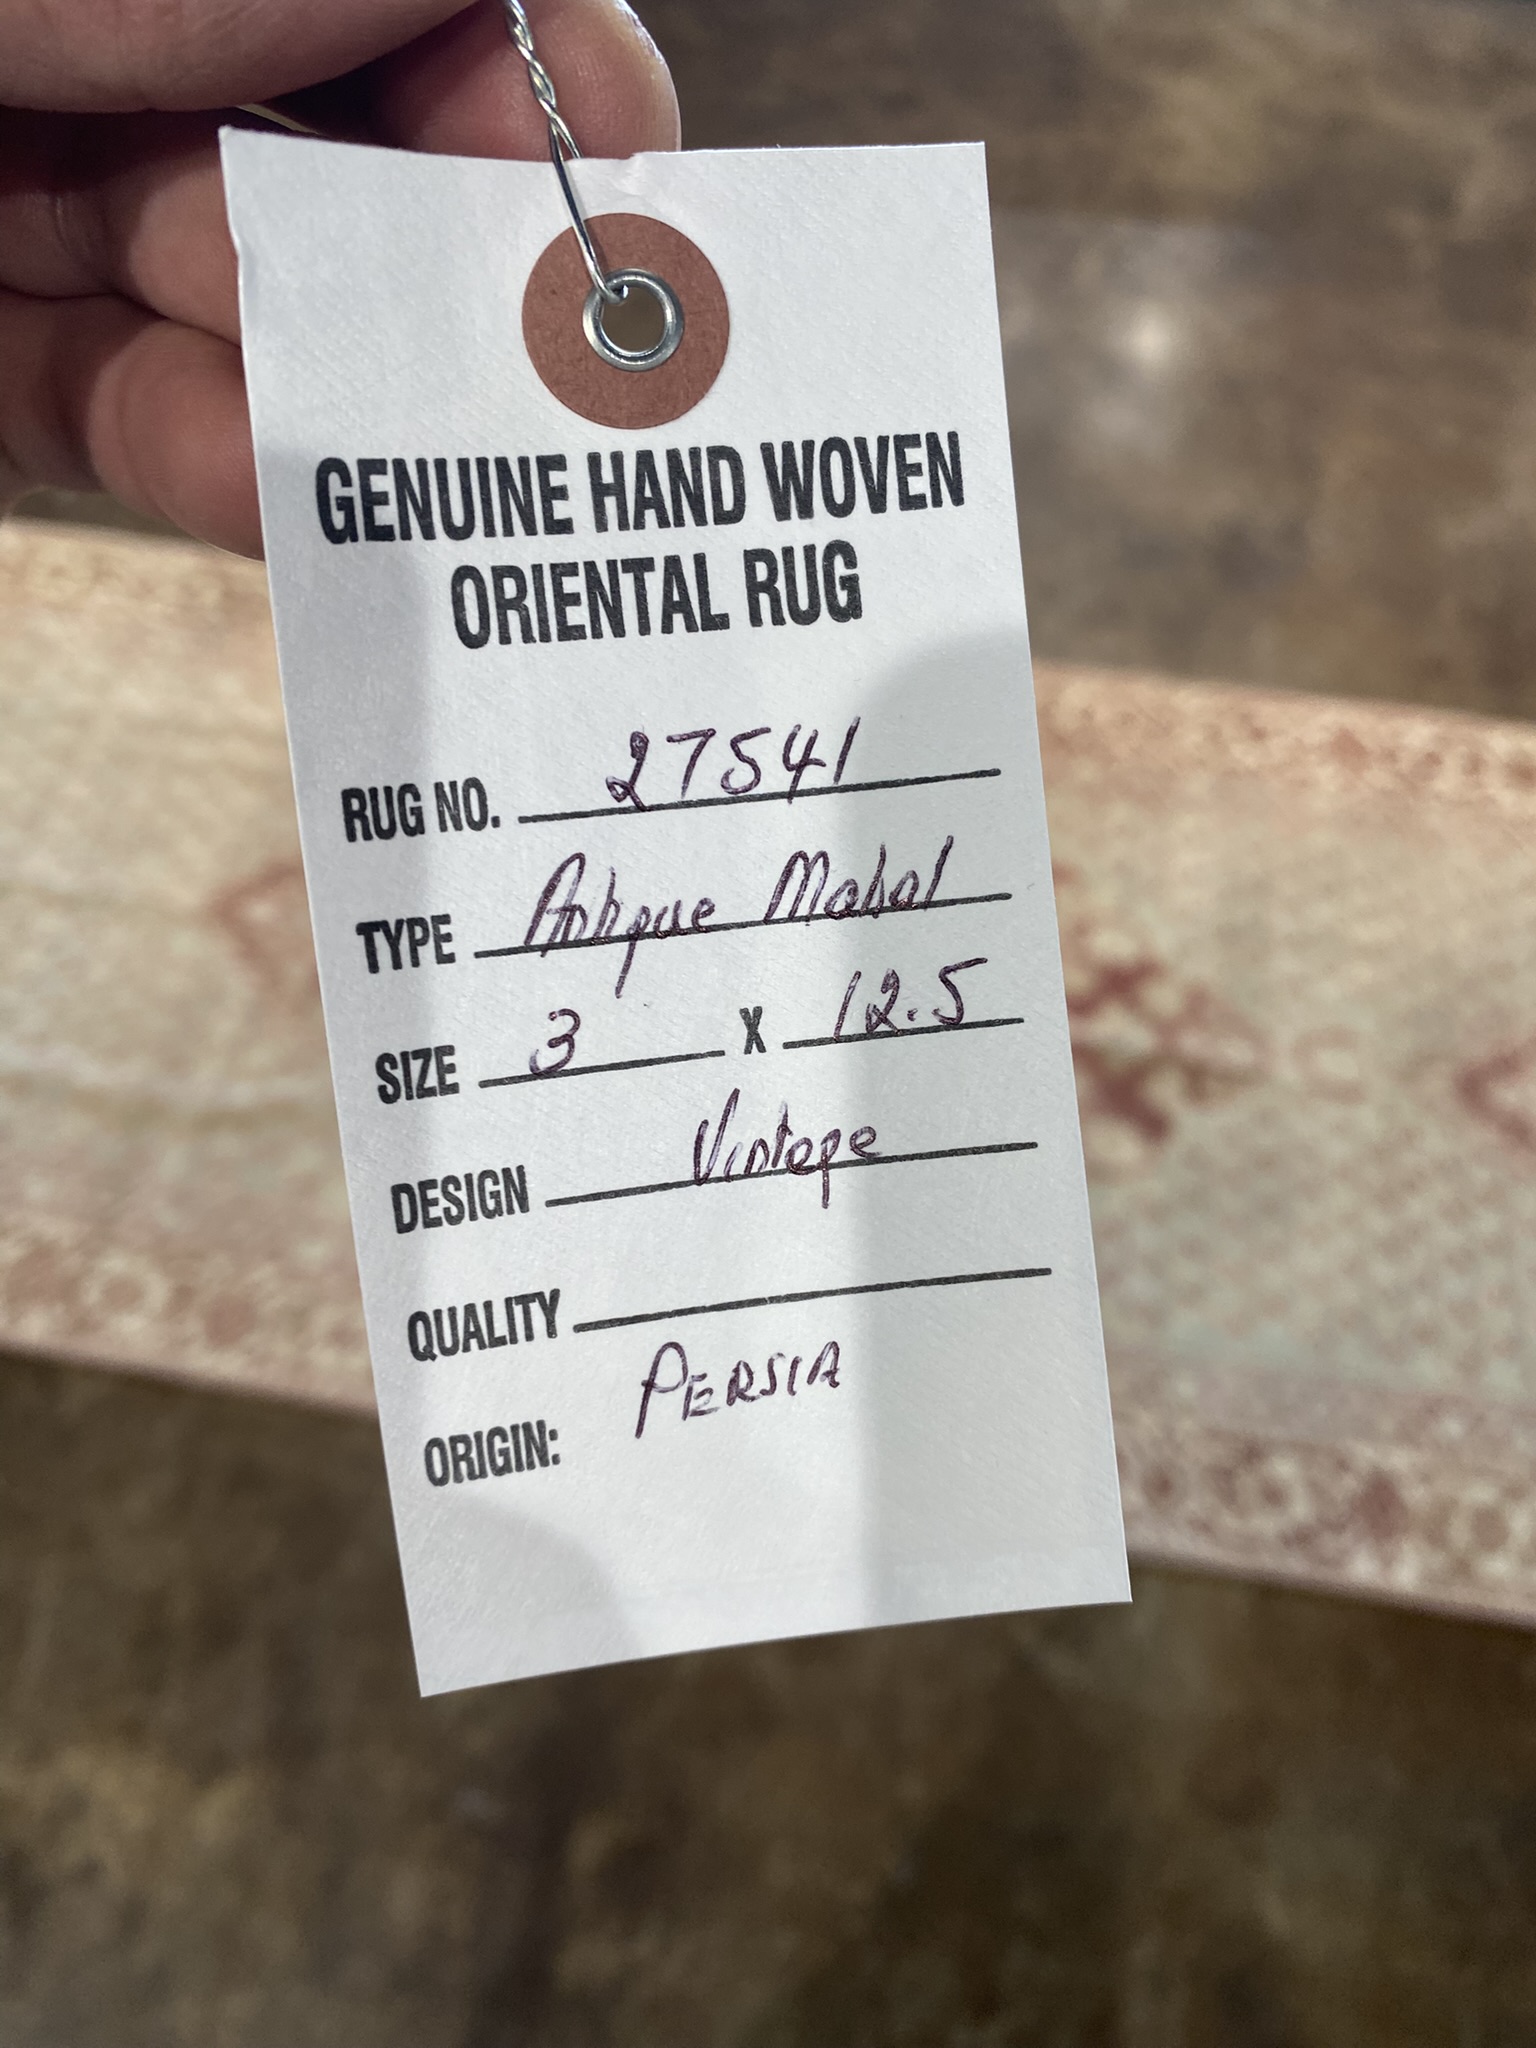 GENUINE HAND WOVEN
ORIENTAL RUG
RUG NO. 27541
TYPE Antique Mahal
SIZE 3 X 12.5
DESIGN Vintage
QUALITY
ORIGIN: PERSIA